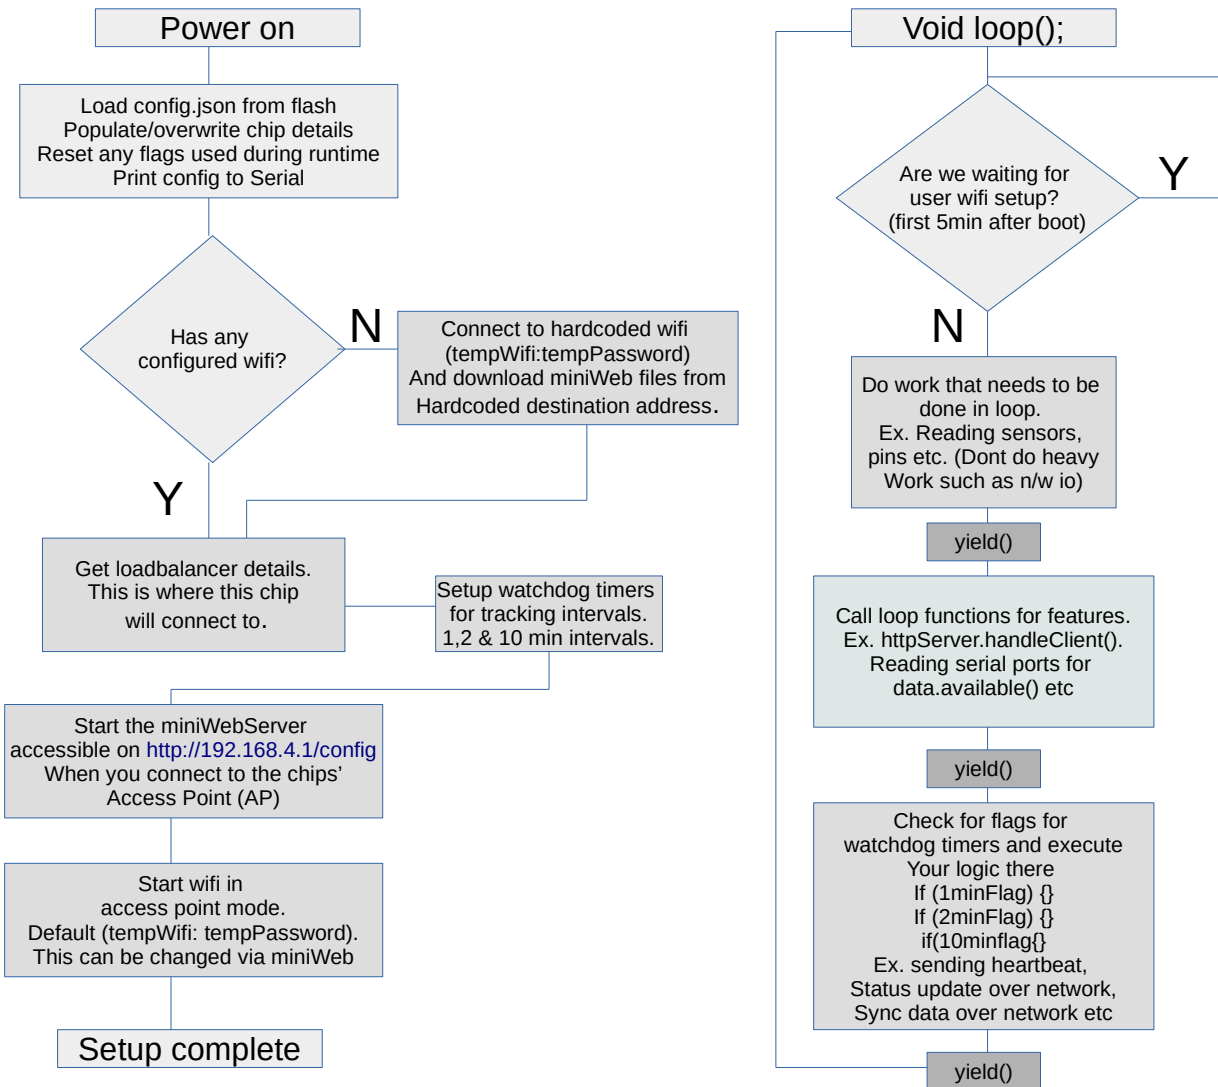 Power on
Load config.json from flash
Populate/overwrite chip details
Reset any flags used during runtime
Print config to Serial
Has any
configured wifi?
N
Connect to hardcoded wifi
(tempWifi:tempPassword)
And download miniWeb files from
Hardcoded destination address.
Y
Get loadbalancer details.
This is where this chip
will connect to.
Setup watchdog timers
for tracking intervals.
1,2 & 10 min intervals.
Start the miniWebServer
accessible on http://192.168.4.1/config
When you connect to the chips’
Access Point (AP)
Start wifi in
access point mode.
Default (tempWifi: tempPassword).
This can be changed via miniWeb
Setup complete
Void loop();
Are we waiting for
user wifi setup?
(first 5min after boot)
Y
N
Do work that needs to be
done in loop.
Ex. Reading sensors,
pins etc. (Dont do heavy
Work such as n/w io)
yield()
Call loop functions for features.
Ex. httpServer.handleClient().
Reading serial ports for
data.available() etc
yield()
Check for flags for
watchdog timers and execute
Your logic there
If (1minFlag) {}
If (2minFlag) {}
if(10minflag{}
Ex. sending heartbeat,
Status update over network,
Sync data over network etc
yield()